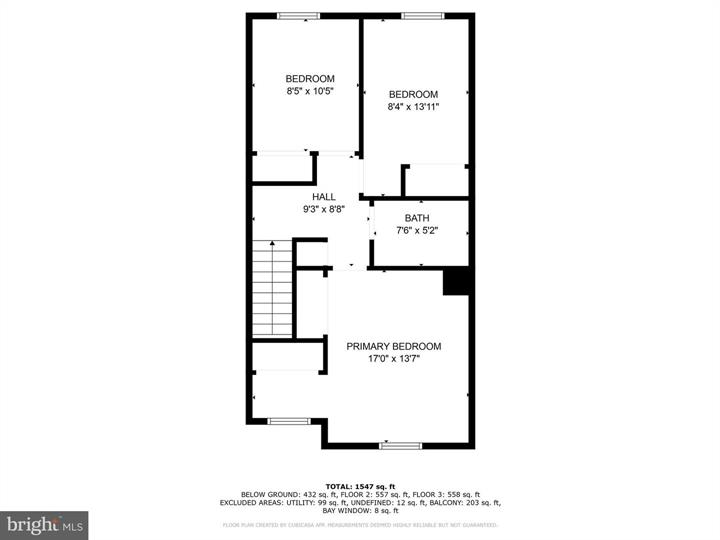 BEDROOM
8'5" x 10'5"
BEDROOM
8'4" x 13'11"
HALL
9'3" x 8'8"
BATH
7'6" x 5'2"
PRIMARY BEDROOM
17'0" x 13'7"
TOTAL: 1547 sq. ft
BELOW GROUND: 432 sq. ft, FLOOR 2: 557 sq. ft, FLOOR 3: 558 sq. ft
EXCLUDED AREAS: UTILITY: 99 sq. ft, UNDEFINED: 12 sq. ft, BALCONY: 203 sq. ft,
BAY WINDOW: 8 sq. ft
FLOOR PLAN CREATED BY CUBICASA APP. MEASUREMENTS DEEMED HIGHLY RELIABLE BUT NOT GUARANTEED.
bright MLS